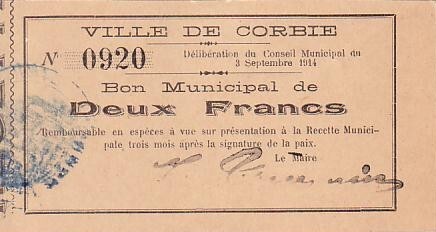 VILLE DE CORBIE
N° 0920
Délibération du Conseil Municipal du
3 Septembre 1914
Bon Municipal de
Deux Francs
Remboursable en espèces à vue sur présentation à la Recette Munici-
pale, trois mois après la signature de la paix.
Le Maire